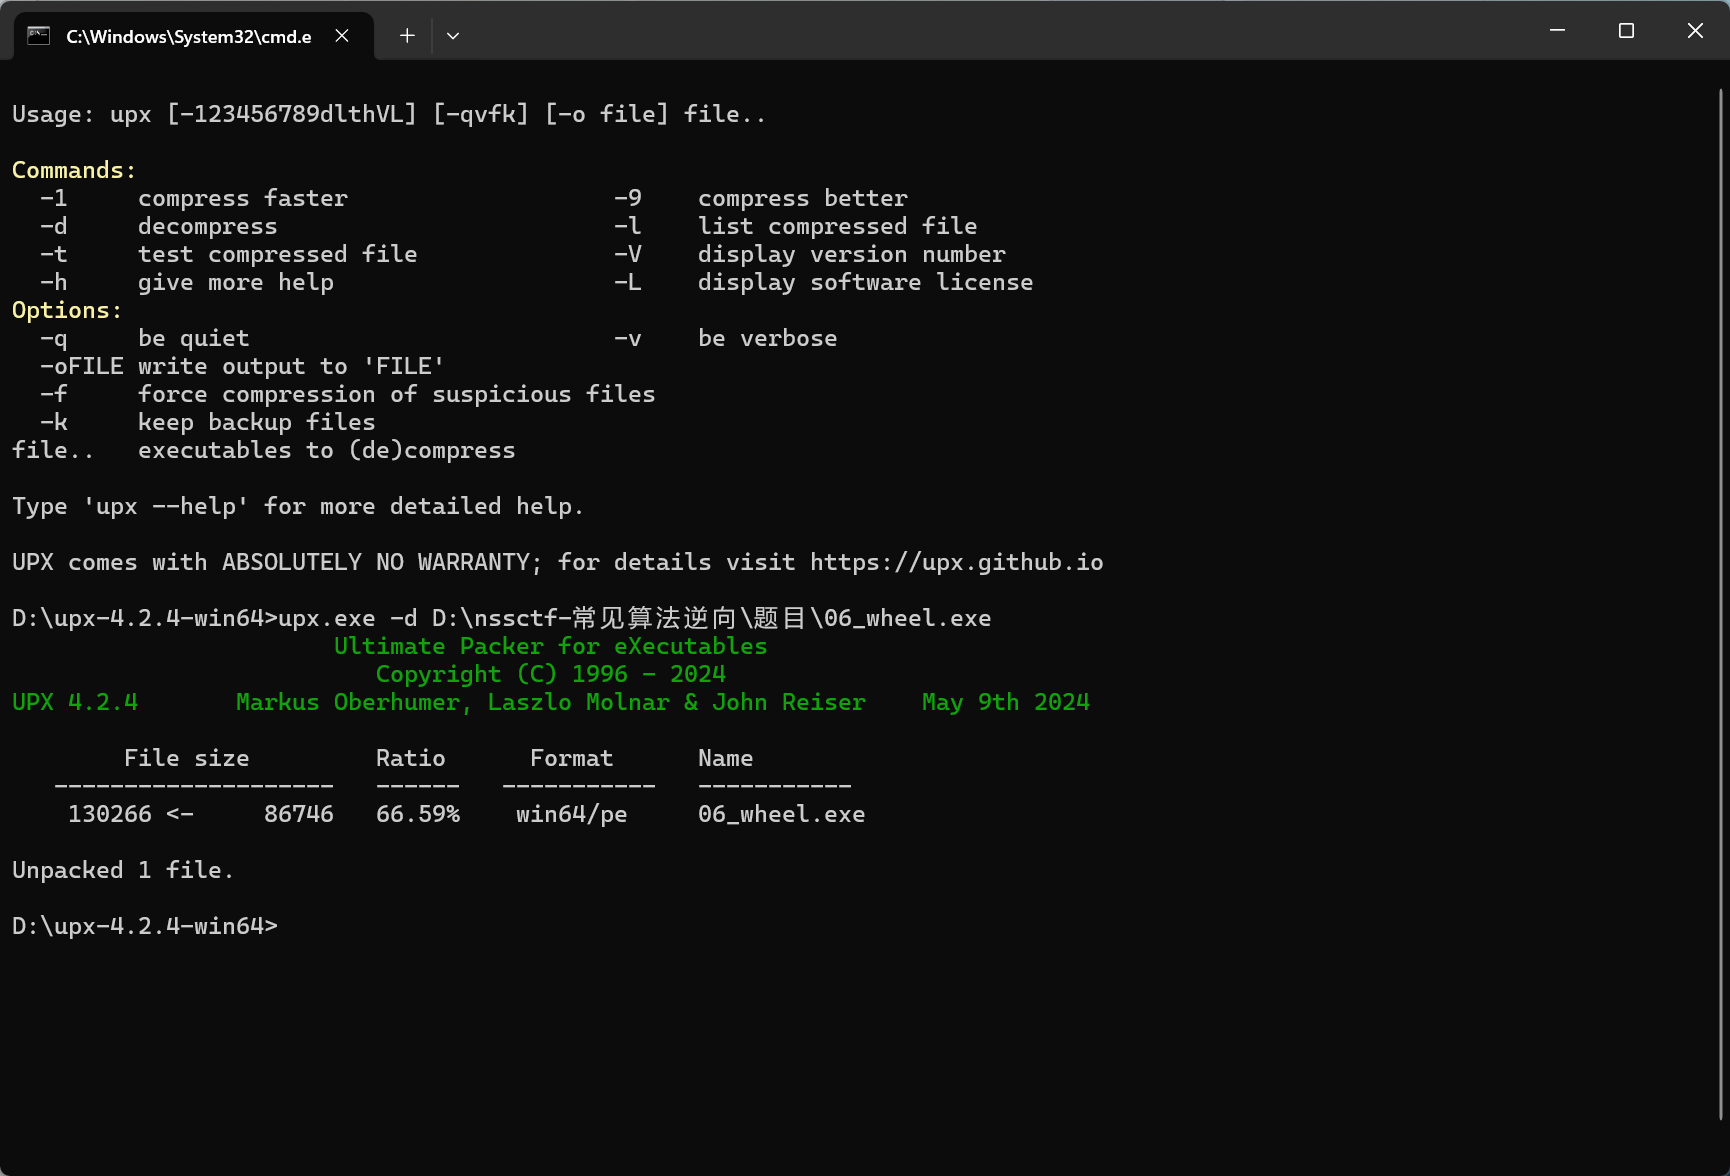 C:\Windows\System32\cmd.e
Usage: upx [-123456789dlthVL] [-qvfk] [-o file] file..
Commands:
-1 compress faster -9 compress better
-d decompress -l list compressed file
-t test compressed file -V display version number
-h give more help -L display software license
Options:
-q be quiet -v be verbose
-oFILE write output to 'FILE'
-f force compression of suspicious files
-k keep backup files
file.. executables to (de)compress
Type 'upx --help' for more detailed help.
UPX comes with ABSOLUTELY NO WARRANTY; for details visit https://upx.github.io
D:\upx-4.2.4-win64>upx.exe -d D:\nssctf-常见算法逆向\题目\06_wheel.exe
Ultimate Packer for eXecutables
Copyright (C) 1996 - 2024
UPX 4.2.4 Markus Oberhumer, Laszlo Molnar & John Reiser May 9th 2024
File size Ratio Format Name
-------------------- ------ ----------- -----------
130266 <- 86746 66.59% win64/pe 06_wheel.exe
Unpacked 1 file.
D:\upx-4.2.4-win64>